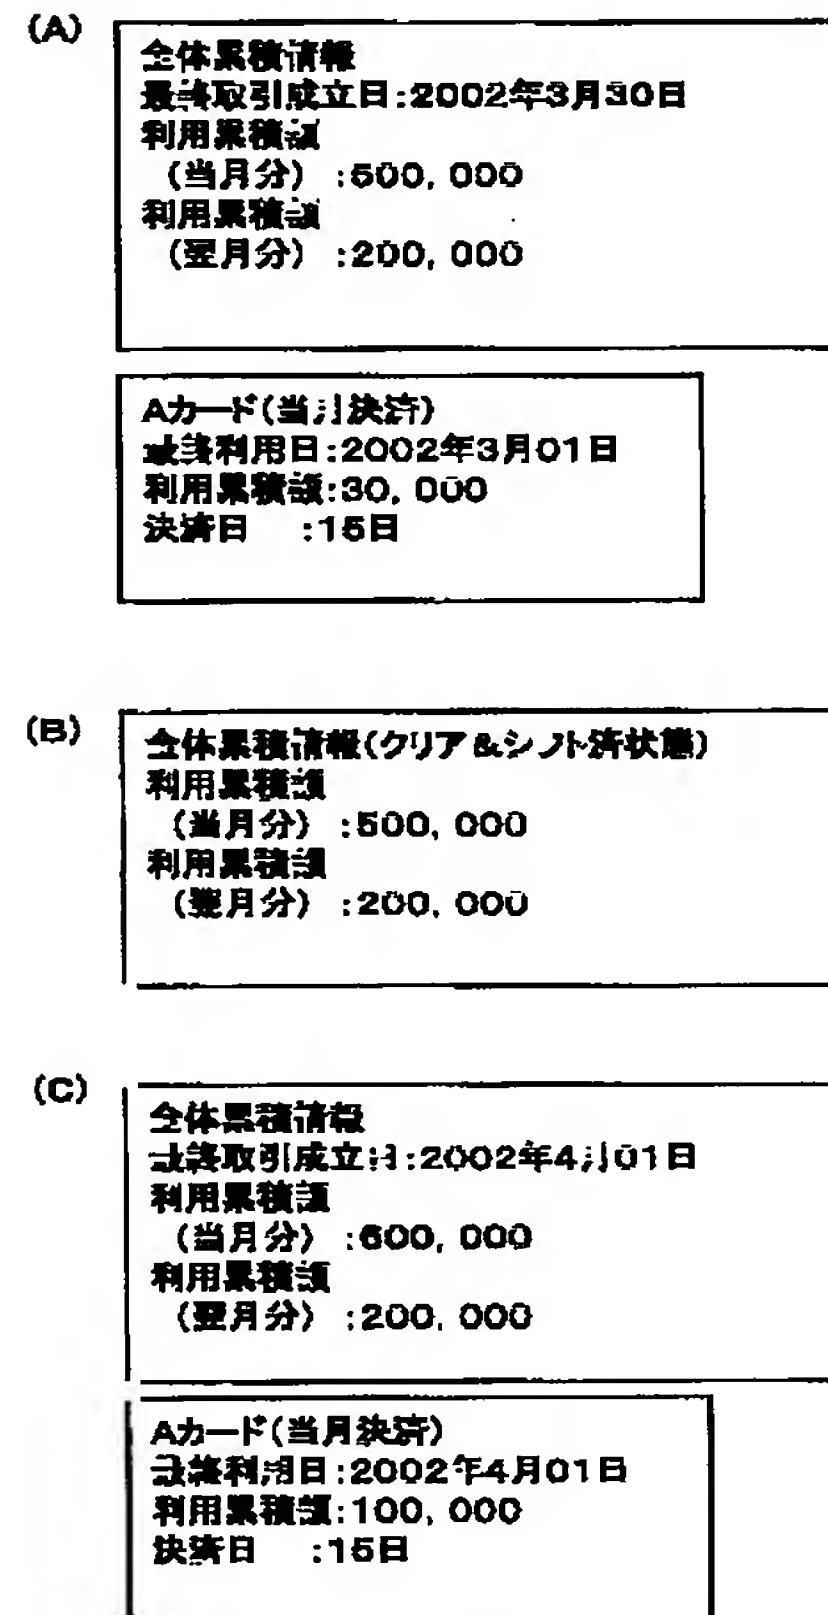 (A)
全体累積情報
最終取引成立日:2002年3月30日
利用累積額
(当月分) :500, 000
利用累積額
(翌月分) :200, 000
Aカード(当月決済)
最終利用日:2002年3月01日
利用累積額:30, 000
決済日 :15日
(B)
全体累積情報(クリア&シフト済状態)
利用累積額
(当月分) :500, 000
利用累積額
(翌月分) :200, 000
(C)
全体累積情報
最終取引成立日:2002年4月01日
利用累積額
(当月分) :600, 000
利用累積額
(翌月分) :200, 000
Aカード(当月決済)
最終利用日:2002年4月01日
利用累積額:100, 000
決済日 :15日